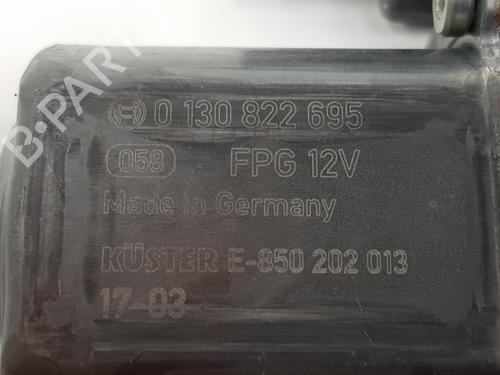 B-PARTS
0 130 822 695
058 FPG 12V
Made in Germany
KÜSTER E-850 202 013
17-03